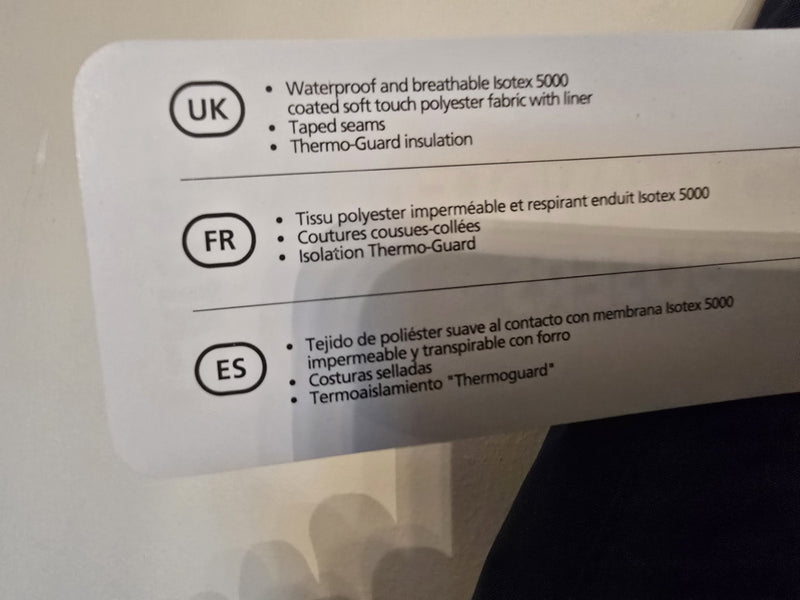 UK
• Waterproof and breathable Isotex 5000
coated soft touch polyester fabric with liner
• Taped seams
• Thermo-Guard insulation
FR
• Tissu polyester imperméable et respirant enduit Isotex 5000
• Coutures cousues-collées
• Isolation Thermo-Guard
ES
• Tejido de poliéster suave al contacto con membrana Isotex 5000
impermeable y transpirable con forro
• Costuras selladas
• Termoaislamiento "Thermoguard"